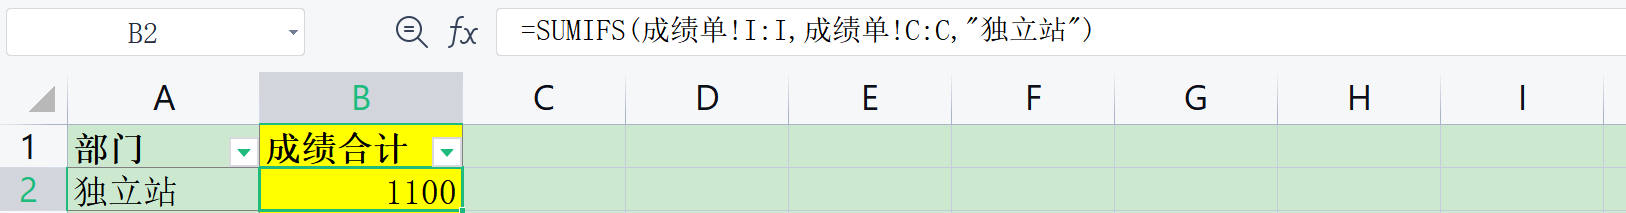 B2 fx =SUMIFS(成绩单!I:I,成绩单!C:C,"独立站")
A B C D E F G H I
1 部门 成绩合计
2 独立站 1100